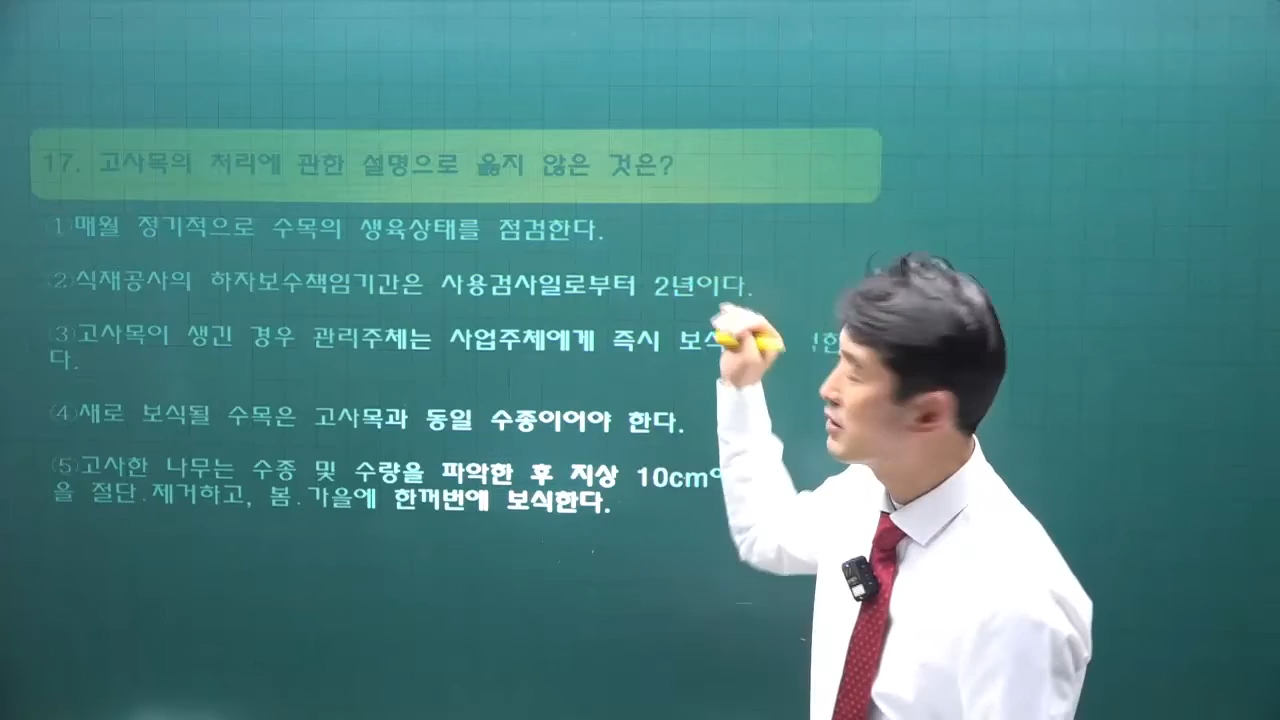 17. 고사목의 처리에 관한 설명으로 옳지 않은 것은?
(1)매월 정기적으로 수목의 생육상태를 점검한다.
(2)식재공사의 하자보수책임기간은 사용검사일로부터 2년이다.
(3)고사목이 생긴 경우 관리주체는 사업주체에게 즉시
다.
(4)새로 보식될 수목은 고사목과 동일 수종이어야 한다.
(5)고사한 나무는 수종 및 수량을 파악한 후 지상 10cm
을 절단.제거하고, 봄.가을에 한꺼번에 보식한다.